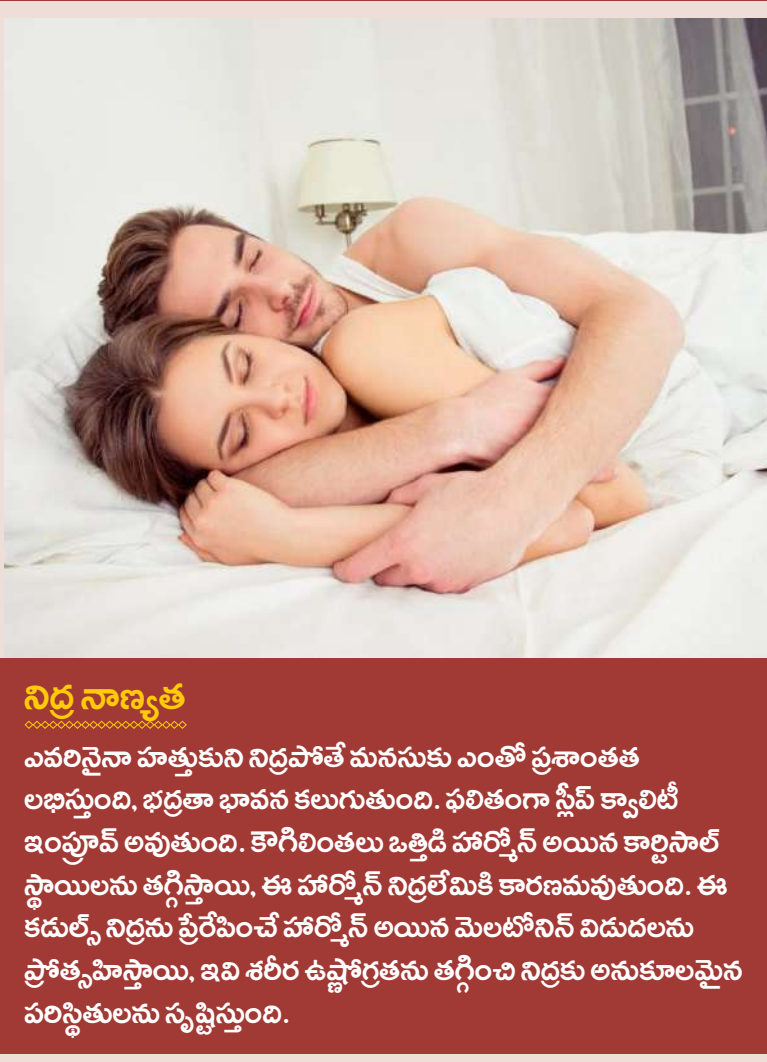 నిద్ర నాణ్యత
ఎవరినైనా హత్తుకుని నిద్రపోతే మనసుకు ఎంతో ప్రశాంతత
లభిస్తుంది, భద్రతా భావన కలుగుతుంది. ఫలితంగా స్లీప్ క్వాలిటీ
ఇంప్రూవ్ అవుతుంది. కౌగిలింతలు ఒత్తిడి హార్మోన్ అయిన కార్టిసాల్
స్థాయిలను తగ్గిస్తాయి, ఈ హార్మోన్ నిద్రలేమికి కారణమవుతుంది. ఈ
కడుల్స్ నిద్రను ప్రేరేపించే హార్మోన్ అయిన మెలటోనిన్ విడుదలను
ప్రోత్సహిస్తాయి, ఇవి శరీర ఉష్ణోగ్రతను తగ్గించి నిద్రకు అనుకూలమైన
పరిస్థితులను సృష్టిస్తుంది.